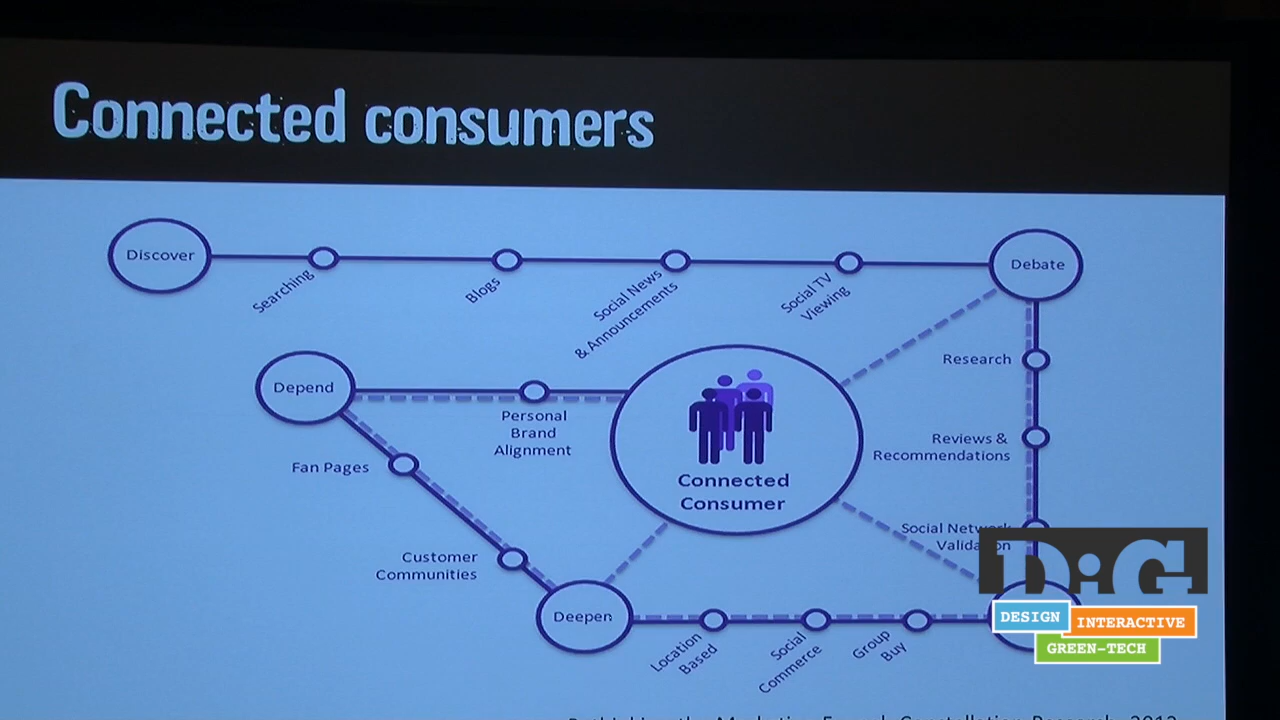 Connected consumers
Discover
Debate
Searching
Blogs
Social News
& Announcements
Social TV
Viewing
Depend
Personal
Brand
Alignment
Connected
Consumer
Research
Reviews &
Recommendations
Social Network
Validation
Fan Pages
Customer
Communities
Deepen
Location
Based
Social
Commerce
Group
Buy
DiG
DESIGN
INTERACTIVE
GREEN-TECH